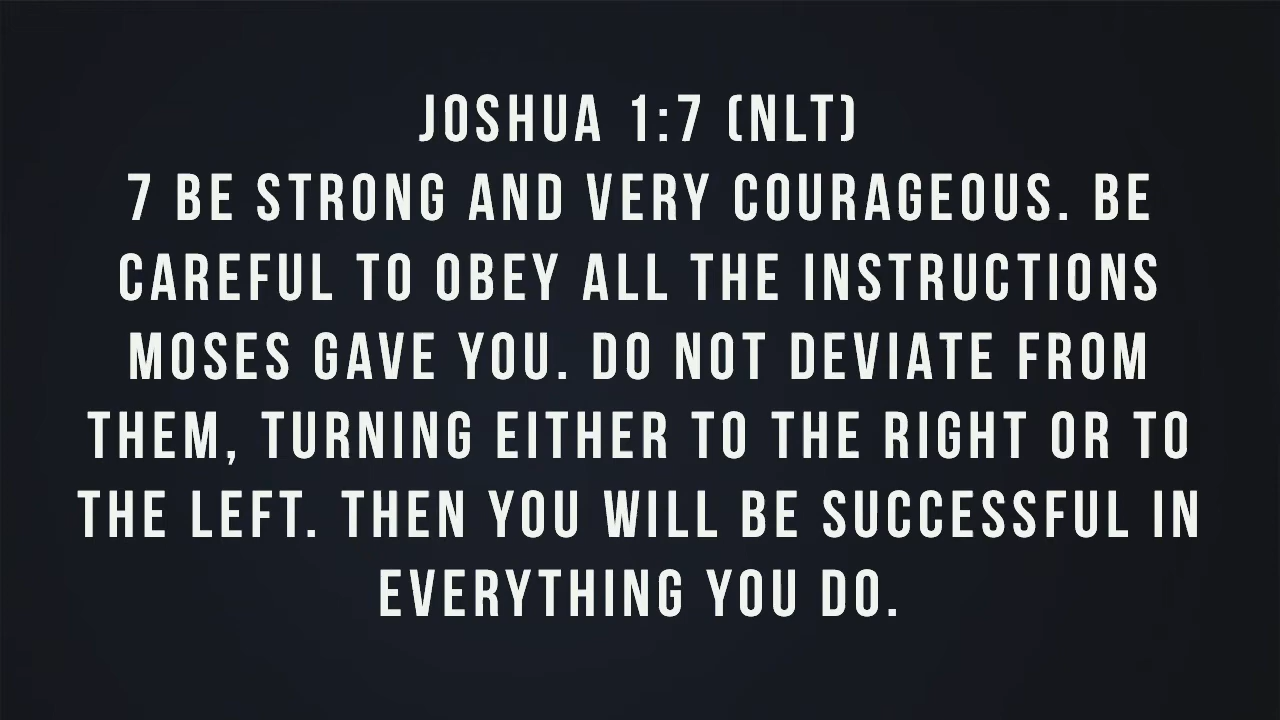 JOSHUA 1:7 (NLT)
7 BE STRONG AND VERY COURAGEOUS. BE
CAREFUL TO OBEY ALL THE INSTRUCTIONS
MOSES GAVE YOU. DO NOT DEVIATE FROM
THEM, TURNING EITHER TO THE RIGHT OR TO
THE LEFT. THEN YOU WILL BE SUCCESSFUL IN
EVERYTHING YOU DO.